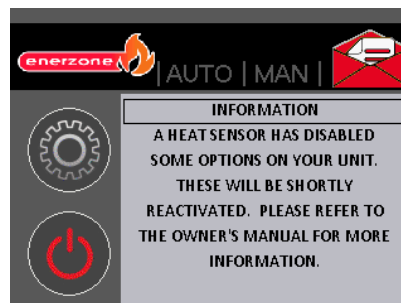 enerzone
AUTO | MAN |
INFORMATION
A HEAT SENSOR HAS DISABLED
SOME OPTIONS ON YOUR UNIT.
THESE WILL BE SHORTLY
REACTIVATED. PLEASE REFER TO
THE OWNER'S MANUAL FOR MORE
INFORMATION.